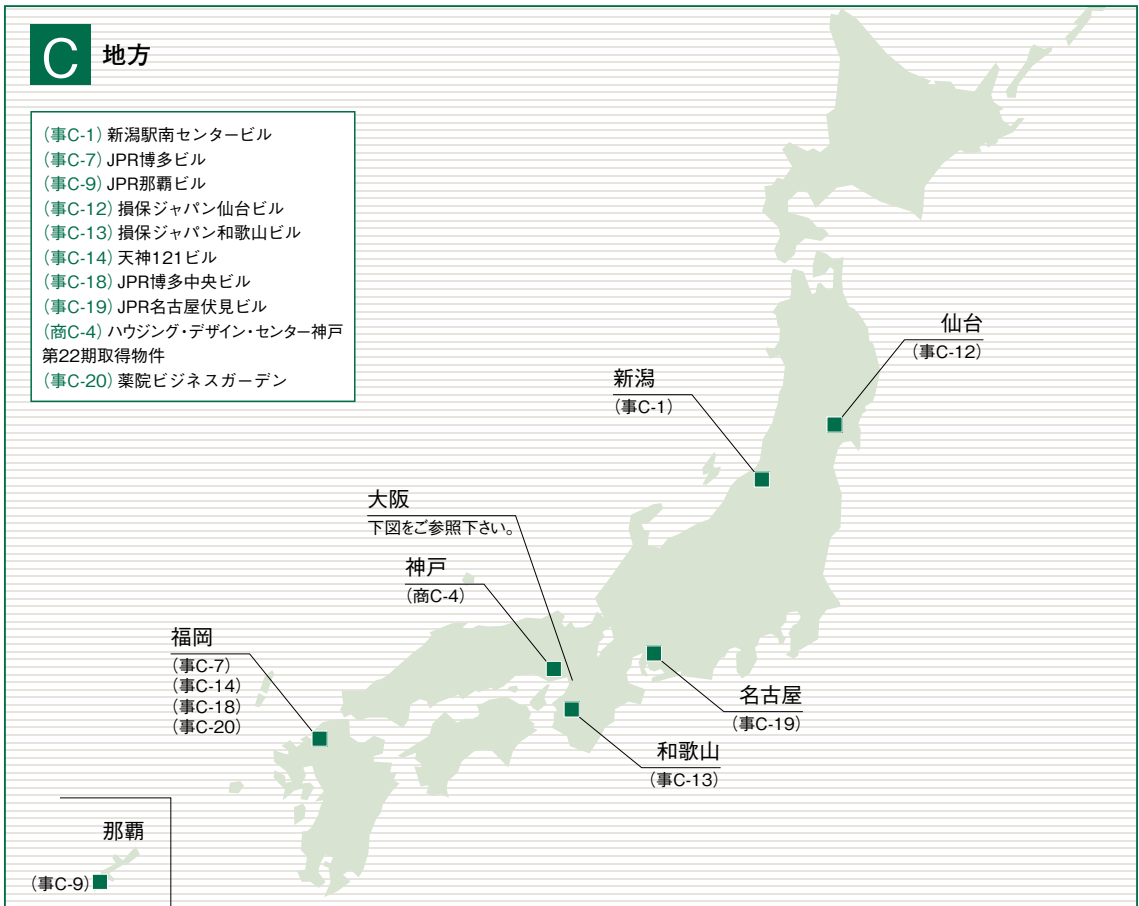 C 地方
(事C-1) 新潟駅南センタービル
(事C-7) JPR博多ビル
(事C-9) JPR那覇ビル
(事C-12) 損保ジャパン仙台ビル
(事C-13) 損保ジャパン和歌山ビル
(事C-14) 天神121ビル
(事C-18) JPR博多中央ビル
(事C-19) JPR名古屋伏見ビル
(商C-4) ハウジング・デザイン・センター神戸
第22期取得物件
(事C-20) 薬院ビジネスガーデン
仙台
(事C-12)
新潟
(事C-1)
大阪
下図をご参照下さい。
神戸
(商C-4)
福岡
(事C-7)
(事C-14)
(事C-18)
(事C-20)
名古屋
(事C-19)
和歌山
(事C-13)
那覇
(事C-9)